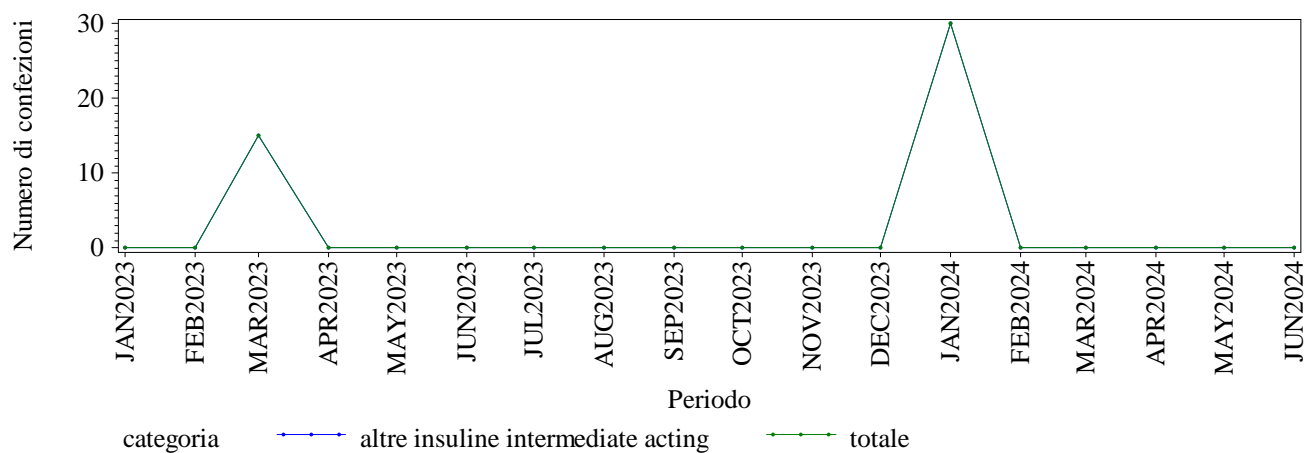 Numero di confezioni
30
20
10
0
JAN2023
FEB2023
MAR2023
APR2023
MAY2023
JUN2023
JUL2023
AUG2023
SEP2023
OCT2023
NOV2023
DEC2023
JAN2024
FEB2024
MAR2024
APR2024
MAY2024
JUN2024
Periodo
categoria altre insuline intermediate acting totale